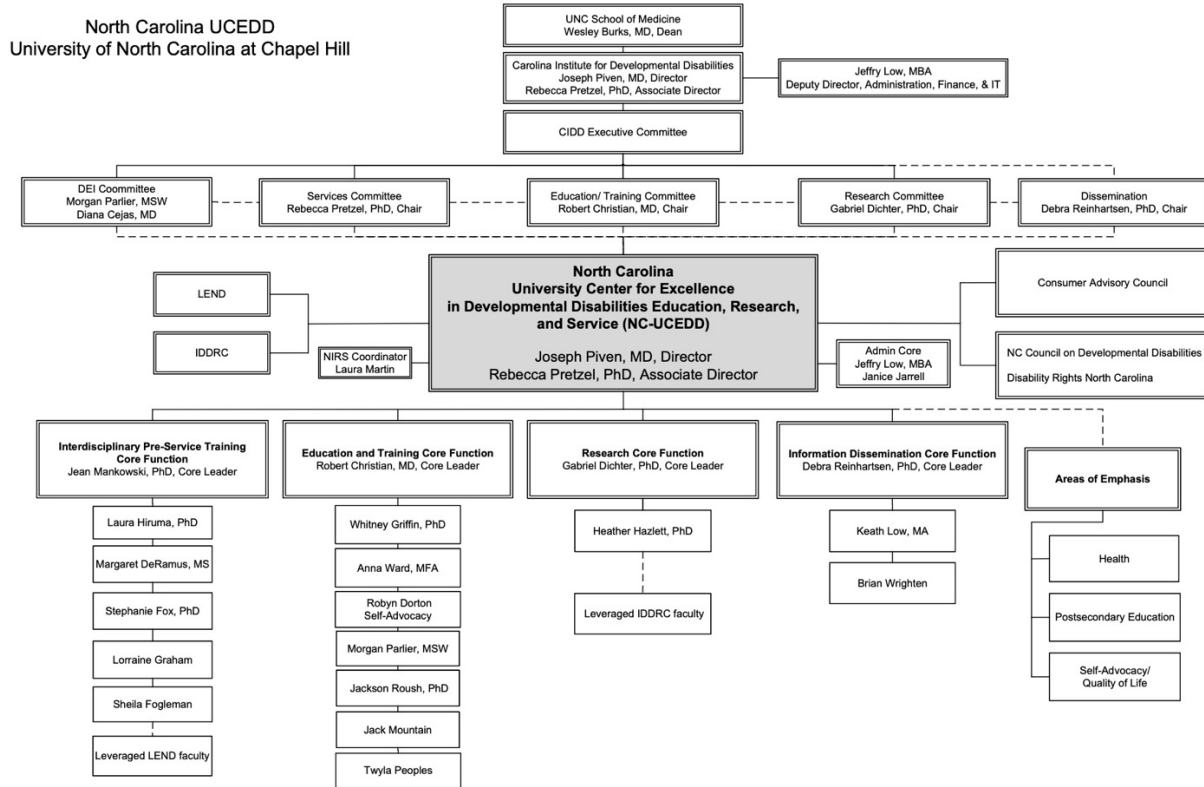 North Carolina UCEDD
University of North Carolina at Chapel Hill
UNC School of Medicine
Wesley Burks, MD, Dean
Carolina Institute for Developmental Disabilities
Joseph Piven, MD, Director
Rebecca Pretzel, PhD, Associate Director
Jeffry Low, MBA
Deputy Director, Administration, Finance, & IT
CIDD Executive Committee
DEI Coommittee
Morgan Parlier, MSW
Diana Cejas, MD
Services Committee
Rebecca Pretzel, PhD, Chair
Education/ Training Committee
Robert Christian, MD, Chair
Research Committee
Gabriel Dichter, PhD, Chair
Dissemination
Debra Reinhartsen, PhD, Chair
LEND
IDDRC
NIRS Coordinator
Laura Martin
North Carolina
University Center for Excellence
in Developmental Disabilities Education, Research,
and Service (NC-UCEDD)
Joseph Piven, MD, Director
Rebecca Pretzel, PhD, Associate Director
Admin Core
Jeffry Low, MBA
Janice Jarrell
Consumer Advisory Council
NC Council on Developmental Disabilities
Disability Rights North Carolina
Interdisciplinary Pre-Service Training
Core Function
Jean Mankowski, PhD, Core Leader
Laura Hiruma, PhD
Margaret DeRamus, MS
Stephanie Fox, PhD
Lorraine Graham
Sheila Fogleman
Leveraged LEND faculty
Education and Training Core Function
Robert Christian, MD, Core Leader
Whitney Griffin, PhD
Anna Ward, MFA
Robyn Dorton
Self-Advocacy
Morgan Parlier, MSW
Jackson Roush, PhD
Jack Mountain
Twyla Peoples
Research Core Function
Gabriel Dichter, PhD, Core Leader
Heather Hazlett, PhD
Leveraged IDDRC faculty
Information Dissemination Core Function
Debra Reinhartsen, PhD, Core Leader
Keath Low, MA
Brian Wrighten
Areas of Emphasis
Health
Postsecondary Education
Self-Advocacy/
Quality of Life